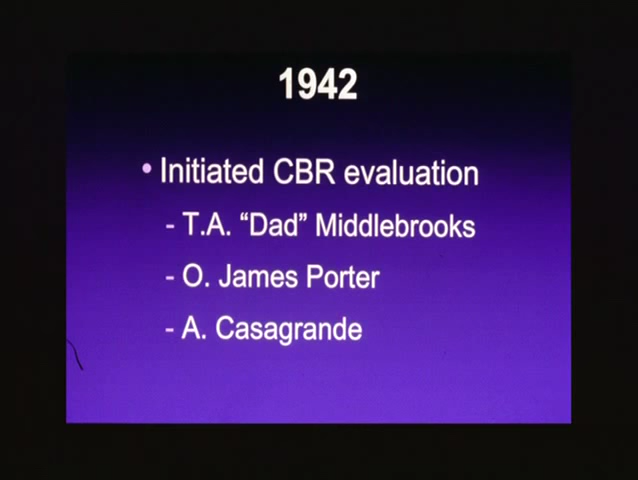 1942
• Initiated CBR evaluation
- T.A. “Dad” Middlebrooks
- O. James Porter
- A. Casagrande